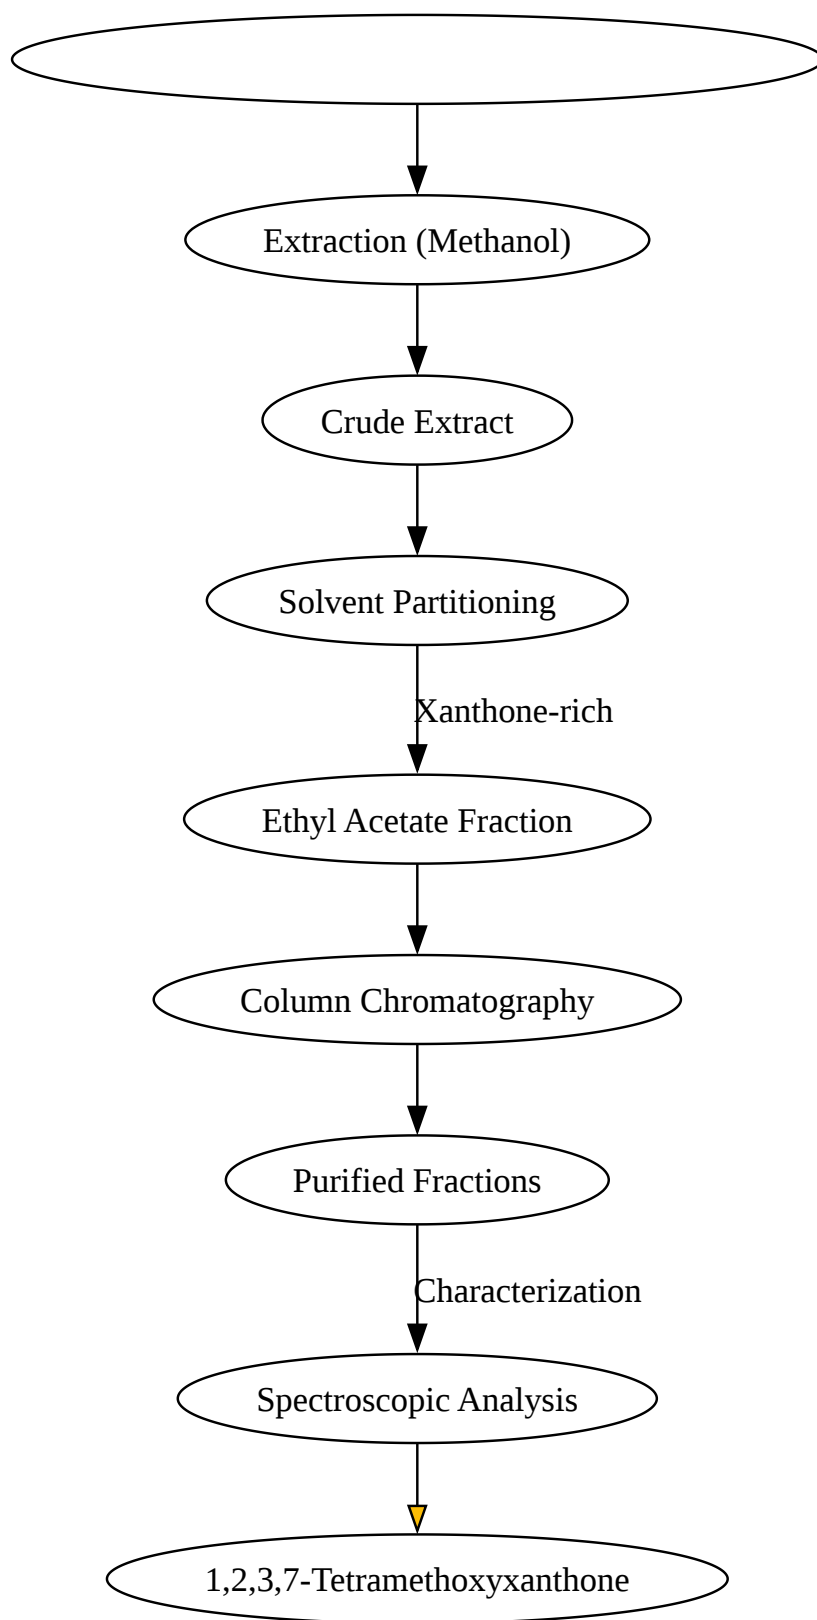 Extraction (Methanol)
Crude Extract
Solvent Partitioning
Xanthone-rich
Ethyl Acetate Fraction
Column Chromatography
Purified Fractions
Characterization
Spectroscopic Analysis
1,2,3,7-Tetramethoxyxanthone